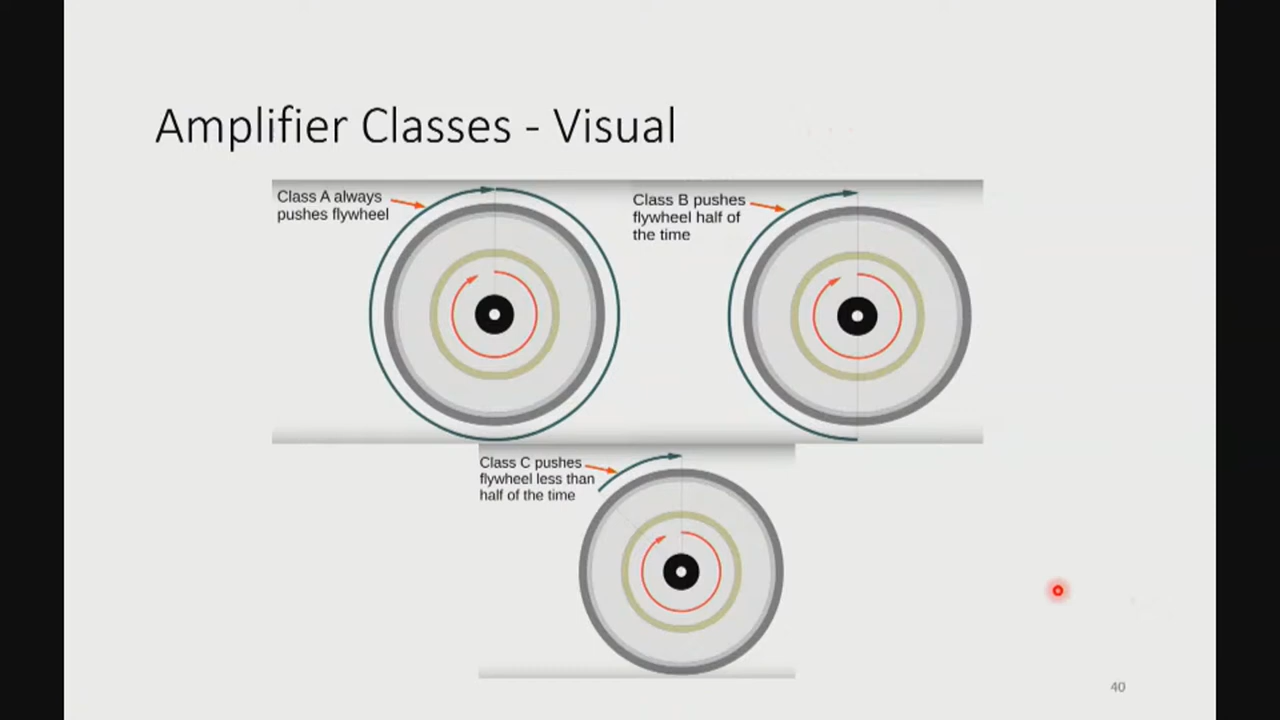 Amplifier Classes - Visual
Class A always
pushes flywheel
Class B pushes
flywheel half of
the time
Class C pushes
flywheel less than
half of the time
40